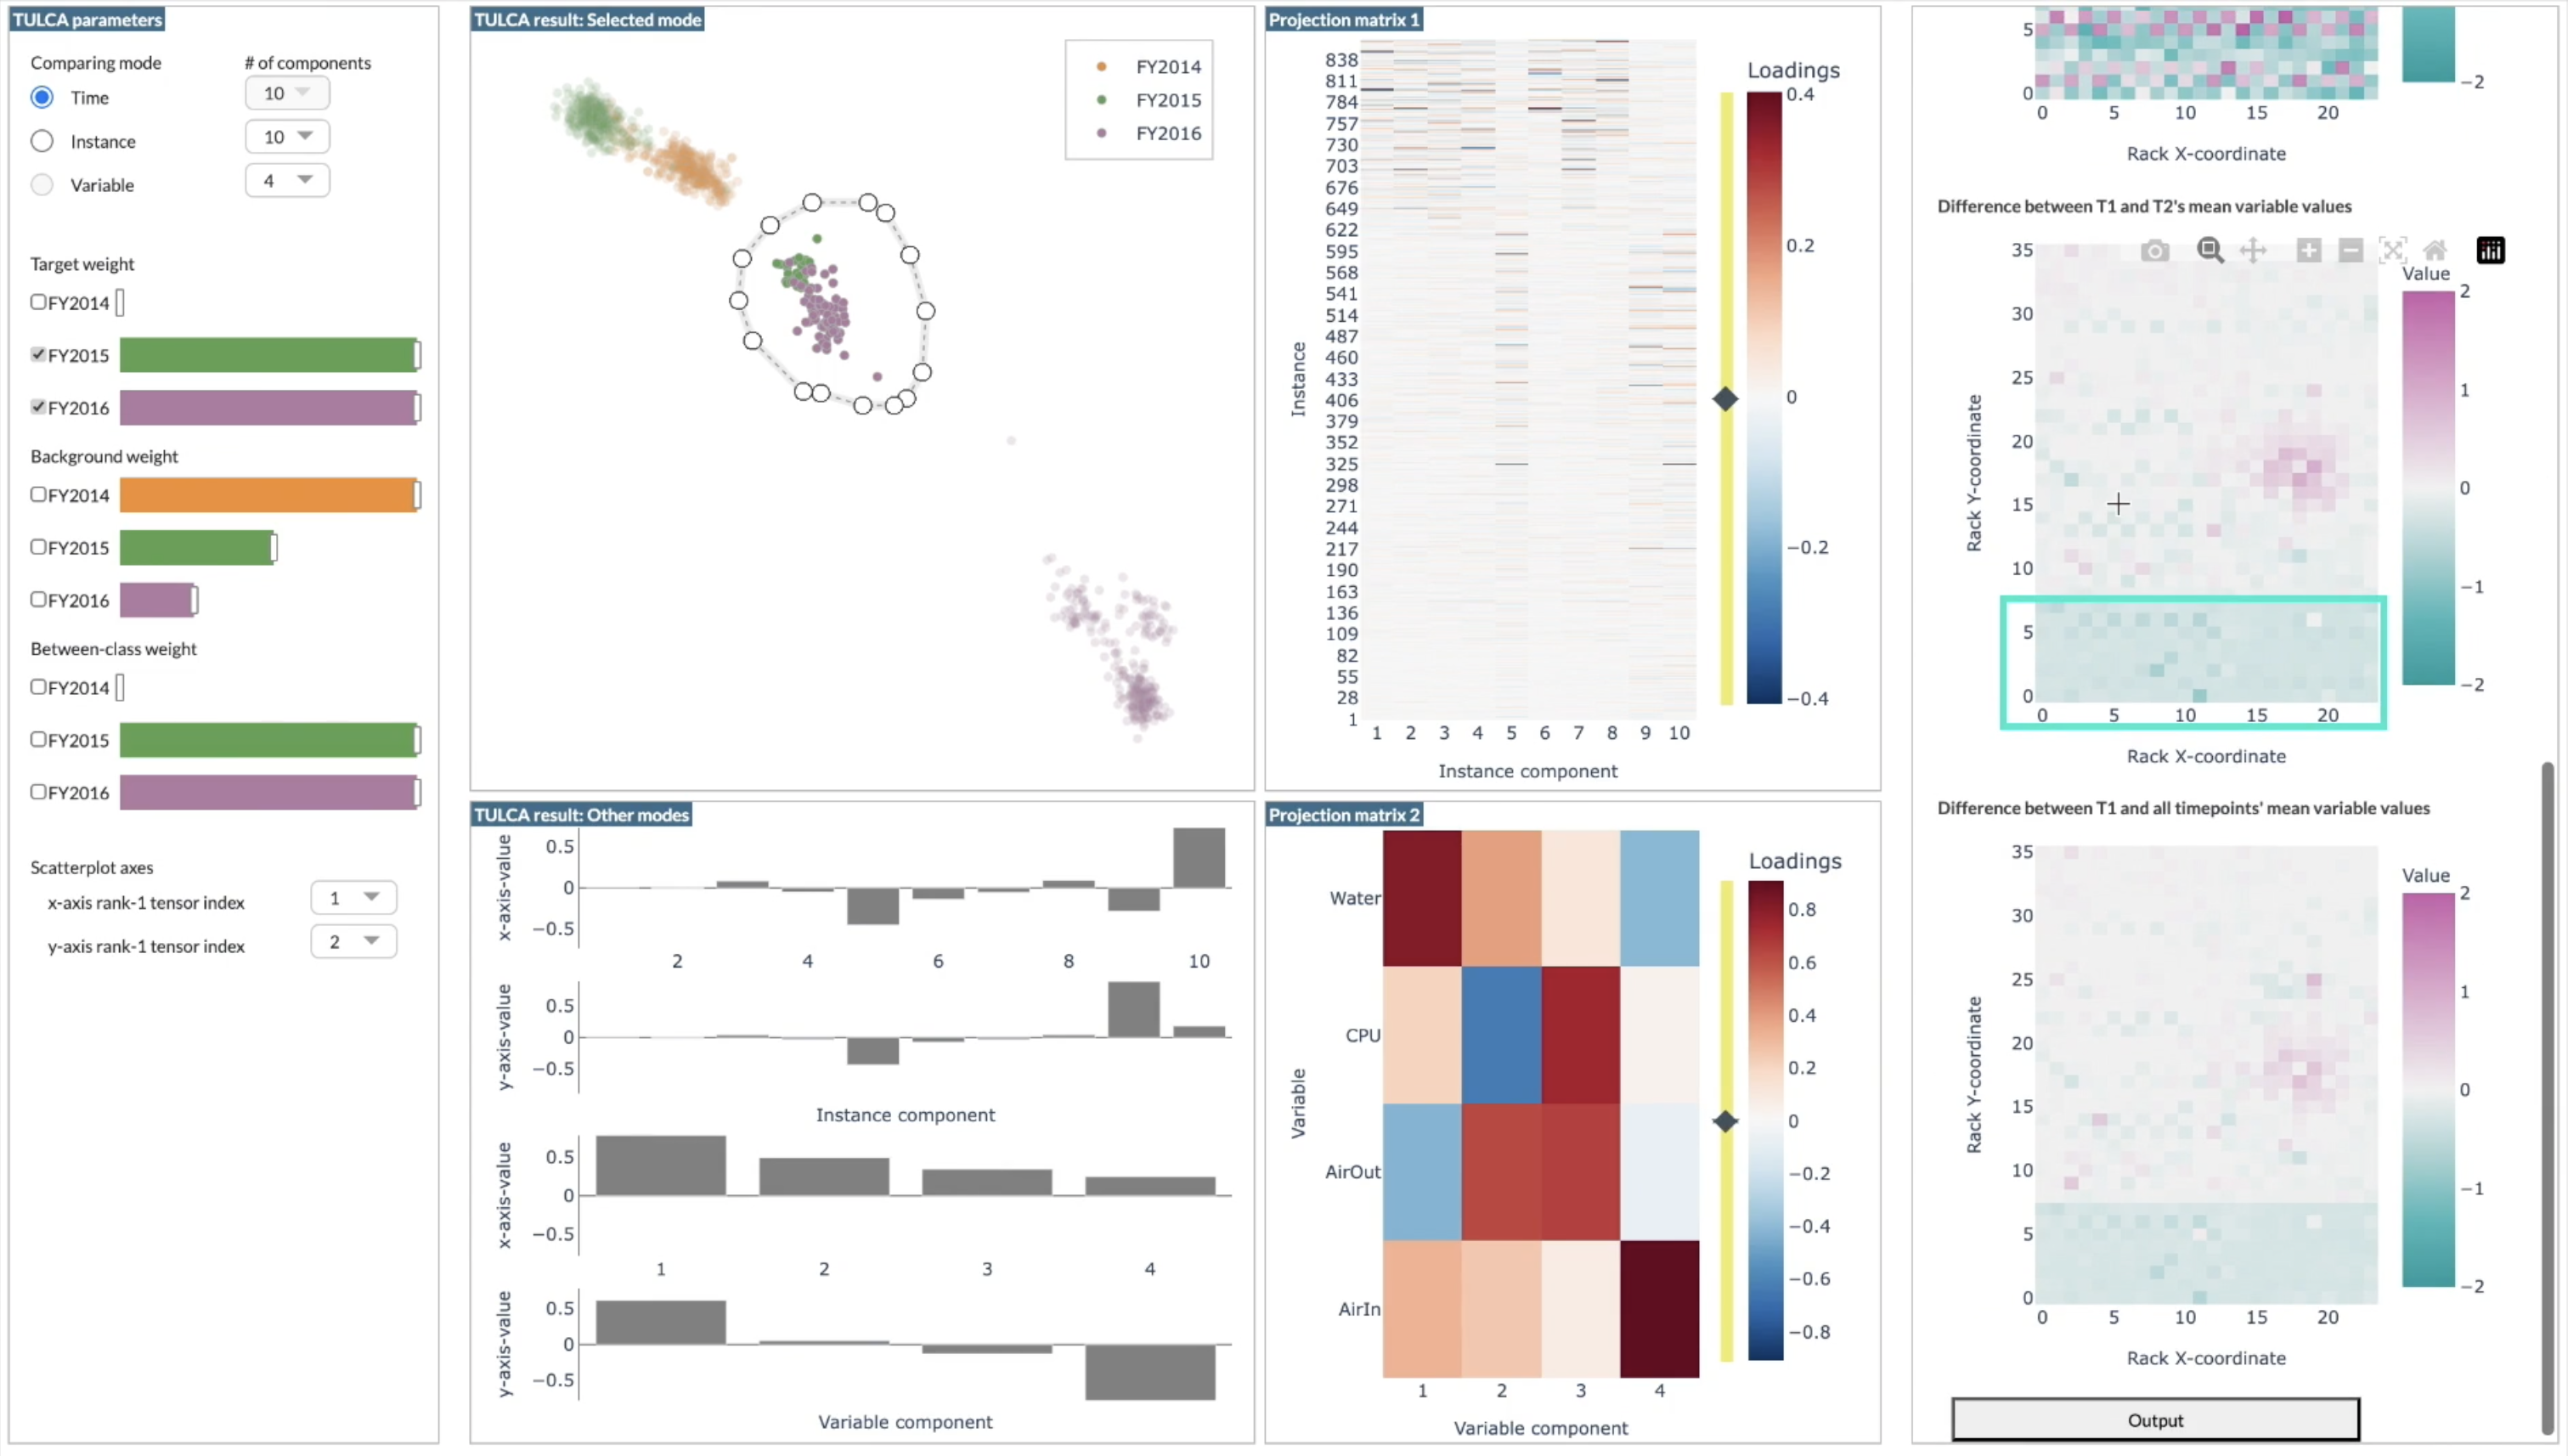 TULCA parameters
Comparing mode
# of components
Time
10
Instance
10
Variable
4
Target weight
FY2014
FY2015
FY2016
Background weight
FY2014
FY2015
FY2016
Between-class weight
FY2014
FY2015
FY2016
Scatterplot axes
x-axis rank-1 tensor index
1
y-axis rank-1 tensor index
2
TULCA result: Selected mode
FY2014
FY2015
FY2016
TULCA result: Other modes
x-axis-value
0.5
0
−0.5
2 4 6 8 10
y-axis-value
0.5
0
−0.5
Instance component
x-axis-value
0.5
0
−0.5
1 2 3 4
y-axis-value
0.5
0
−0.5
Variable component
Projection matrix 1
Instance
838
811
784
757
730
703
676
649
622
595
568
541
514
487
460
433
406
379
352
325
298
271
244
217
190
163
136
109
82
55
28
1
1 2 3 4 5 6 7 8 9 10
Instance component
Loadings
0.4
0.2
0
−0.2
−0.4
Projection matrix 2
Variable
Water
CPU
AirOut
AirIn
1 2 3 4
Variable component
Loadings
0.8
0.6
0.4
0.2
0
−0.2
−0.4
−0.6
−0.8
5
0
0 5 10 15 20
Rack X-coordinate
−2
Difference between T1 and T2's mean variable values
Rack Y-coordinate
35
30
25
20
15
10
5
0
0 5 10 15 20
Rack X-coordinate
Value
2
1
0
−1
−2
Difference between T1 and all timepoints' mean variable values
Rack Y-coordinate
35
30
25
20
15
10
5
0
0 5 10 15 20
Rack X-coordinate
Value
2
1
0
−1
−2
Output